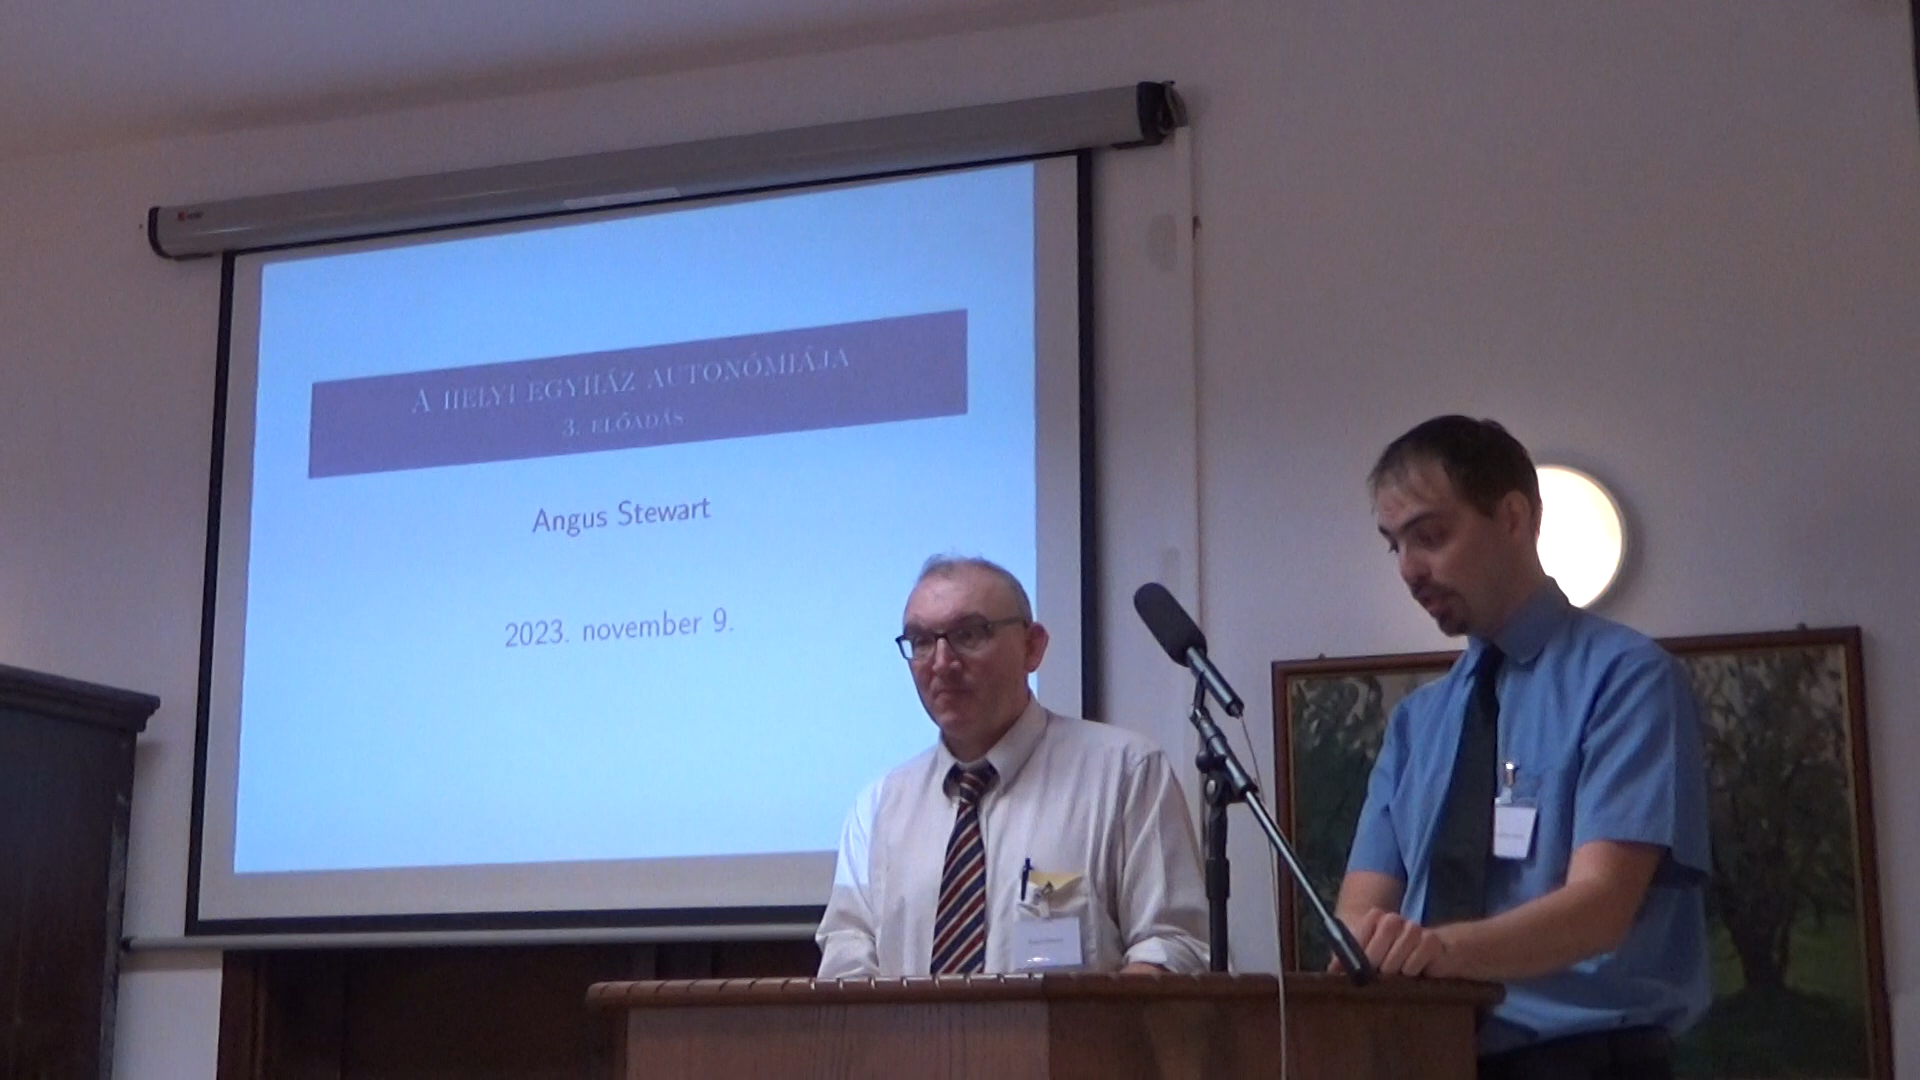 A HELYI EGYHÁZ AUTONÓMIÁJA
3. ELŐADÁS
Angus Stewart
2023. november 9.